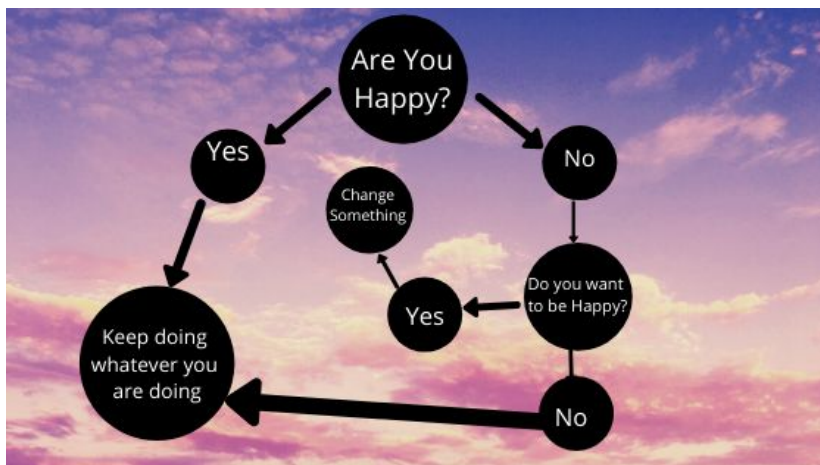 Are You
Happy?
Yes
No
Change
Something
Do you want
to be Happy?
Yes
Keep doing
whatever you
are doing
No